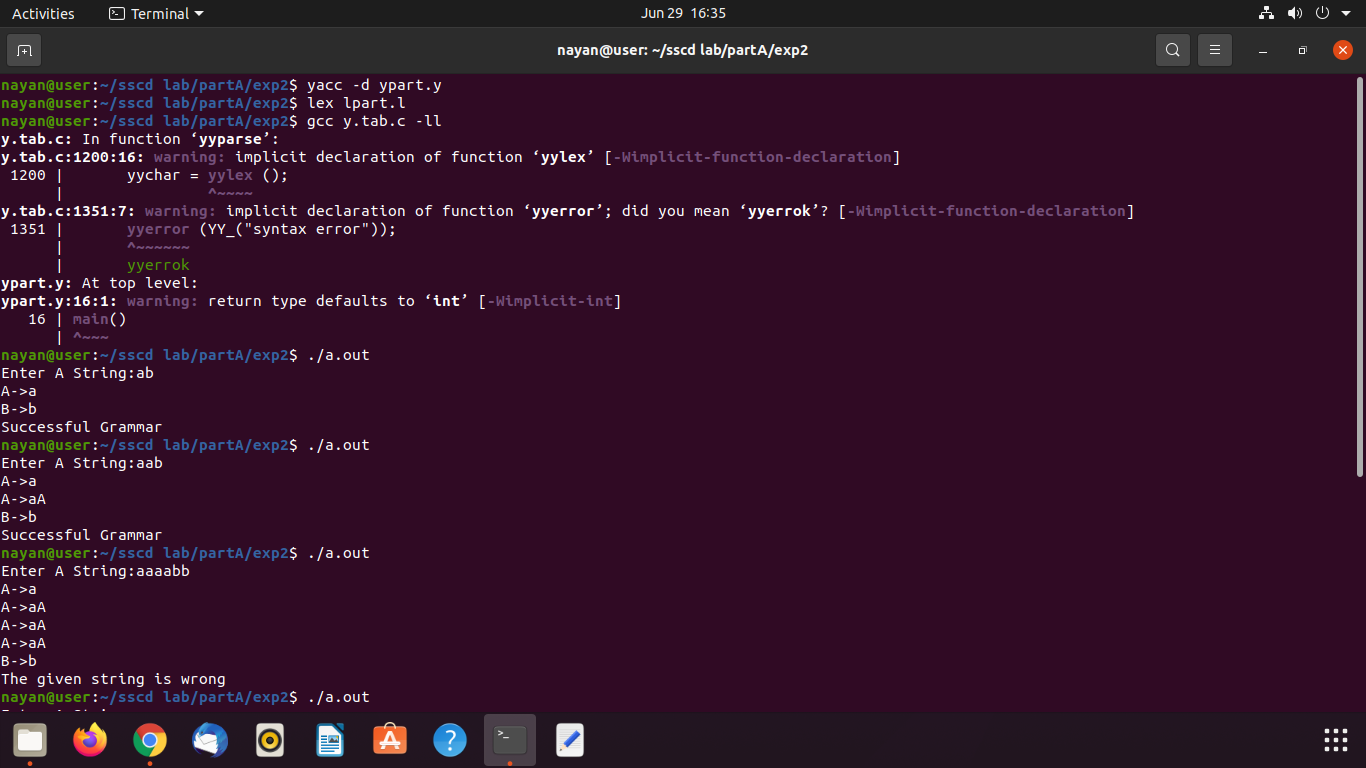 Activities Terminal Jun 29 16:35
nayan@user: ~/sscd lab/partA/exp2
nayan@user:~/sscd lab/partA/exp2$ yacc -d ypart.y
nayan@user:~/sscd lab/partA/exp2$ lex lpart.l
nayan@user:~/sscd lab/partA/exp2$ gcc y.tab.c -ll
y.tab.c: In function ‘yyparse’:
y.tab.c:1200:16: warning: implicit declaration of function ‘yylex’ [-Wimplicit-function-declaration]
 1200 |       yychar = yylex ();
      |                ^~~~~
y.tab.c:1351:7: warning: implicit declaration of function ‘yyerror’; did you mean ‘yyerrok’? [-Wimplicit-function-declaration]
 1351 |       yyerror (YY_("syntax error"));
      |       ^~~~~~~
      |       yyerrok
ypart.y: At top level:
ypart.y:16:1: warning: return type defaults to ‘int’ [-Wimplicit-int]
   16 | main()
      | ^~~~
nayan@user:~/sscd lab/partA/exp2$ ./a.out
Enter A String:ab
A->a
B->b
Successful Grammar
nayan@user:~/sscd lab/partA/exp2$ ./a.out
Enter A String:aab
A->a
A->aA
B->b
Successful Grammar
nayan@user:~/sscd lab/partA/exp2$ ./a.out
Enter A String:aaaabb
A->a
A->aA
A->aA
A->aA
B->b
The given string is wrong
nayan@user:~/sscd lab/partA/exp2$ ./a.out